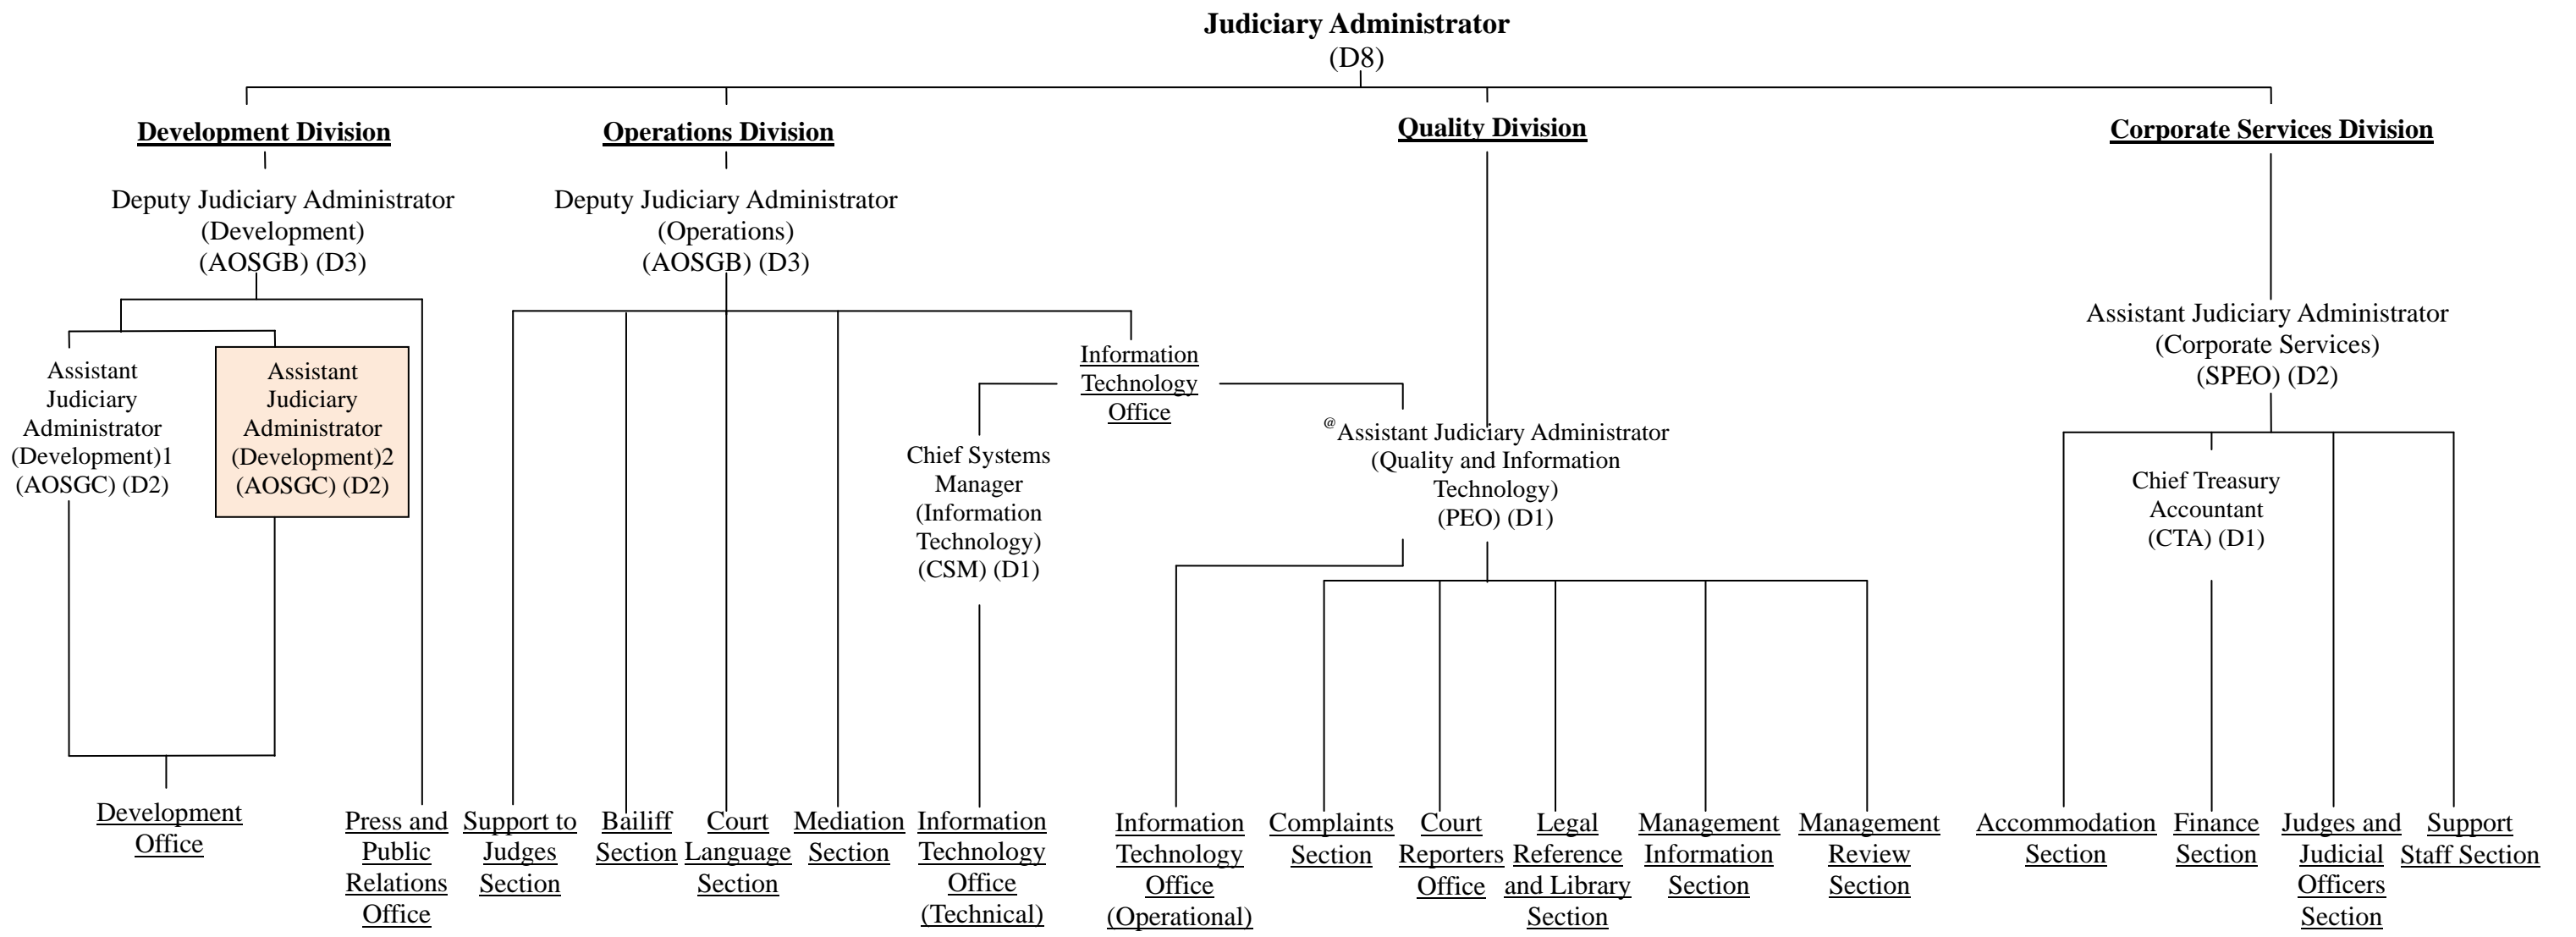 Judiciary Administrator
(D8)
Development Division
Operations Division
Quality Division
Corporate Services Division
Deputy Judiciary Administrator
(Development)
(AOSGB) (D3)
Deputy Judiciary Administrator
(Operations)
(AOSGB) (D3)
Assistant Judiciary Administrator
(Corporate Services)
(SPEO) (D2)
Assistant
Judiciary
Administrator
(Development)1
(AOSGC) (D2)
Assistant
Judiciary
Administrator
(Development)2
(AOSGC) (D2)
Information
Technology
Office
Chief Systems
Manager
(Information
Technology)
(CSM) (D1)
@Assistant Judiciary Administrator
(Quality and Information
Technology)
(PEO) (D1)
Chief Treasury
Accountant
(CTA) (D1)
Development
Office
Press and
Public
Relations
Office
Support to
Judges
Section
Bailiff
Section
Court
Language
Section
Mediation
Section
Information
Technology
Office
(Technical)
Information
Technology
Office
(Operational)
Complaints
Section
Court
Reporters
Office
Legal
Reference
and Library
Section
Management
Information
Section
Management
Review
Section
Accommodation
Section
Finance
Section
Judges and
Judicial
Officers
Section
Support
Staff Section